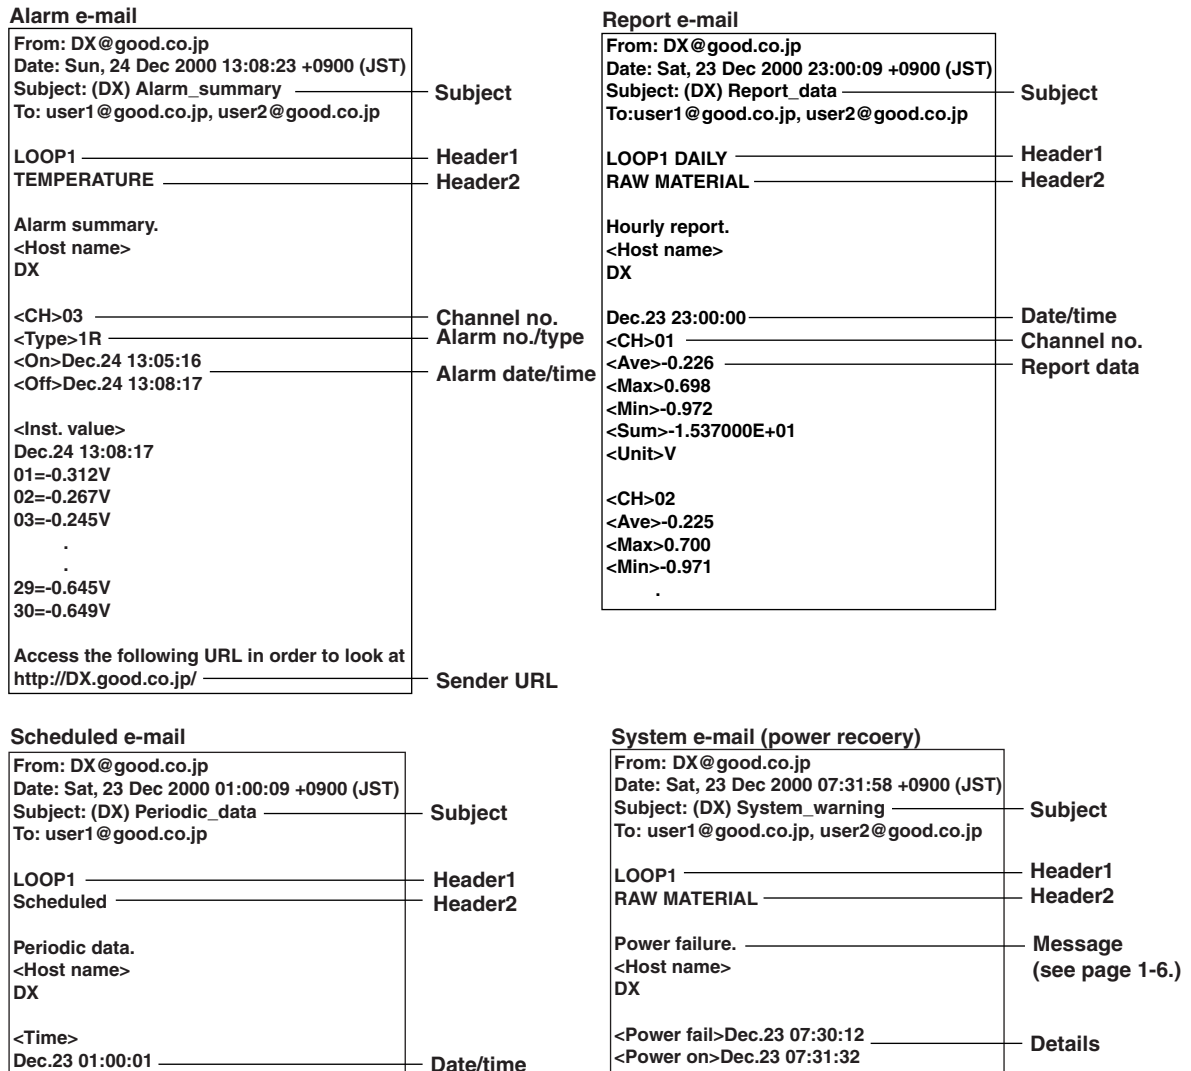 Alarm e-mail
From: DX@good.co.jp
Date: Sun, 24 Dec 2000 13:08:23 +0900 (JST)
Subject: (DX) Alarm_summary
Subject
To: user1@good.co.jp, user2@good.co.jp
LOOP1
Header1
TEMPERATURE
Header2
Alarm summary.
<Host name>
DX
<CH>03
Channel no.
<Type>1R
Alarm no./type
<On>Dec.24 13:05:16
<Off>Dec.24 13:08:17
Alarm date/time
<Inst. value>
Dec.24 13:08:17
01=-0.312V
02=-0.267V
03=-0.245V
.
.
29=-0.645V
30=-0.649V
Access the following URL in order to look at
http://DX.good.co.jp/
Sender URL
Report e-mail
From: DX@good.co.jp
Date: Sat, 23 Dec 2000 23:00:09 +0900 (JST)
Subject: (DX) Report_data
Subject
To:user1@good.co.jp, user2@good.co.jp
LOOP1 DAILY
Header1
RAW MATERIAL
Header2
Hourly report.
<Host name>
DX
Dec.23 23:00:00
Date/time
<CH>01
Channel no.
<Ave>-0.226
Report data
<Max>0.698
<Min>-0.972
<Sum>-1.537000E+01
<Unit>V
<CH>02
<Ave>-0.225
<Max>0.700
<Min>-0.971
.
Scheduled e-mail
From: DX@good.co.jp
Date: Sat, 23 Dec 2000 01:00:09 +0900 (JST)
Subject: (DX) Periodic_data
Subject
To: user1@good.co.jp
LOOP1
Header1
Scheduled
Header2
Periodic data.
<Host name>
DX
<Time>
Dec.23 01:00:01
Date/time
System e-mail (power recoery)
From: DX@good.co.jp
Date: Sat, 23 Dec 2000 07:31:58 +0900 (JST)
Subject: (DX) System_warning
Subject
To: user1@good.co.jp, user2@good.co.jp
LOOP1
Header1
RAW MATERIAL
Header2
Power failure.
Message
(see page 1-6.)
<Host name>
DX
<Power fail>Dec.23 07:30:12
<Power on>Dec.23 07:31:32
Details